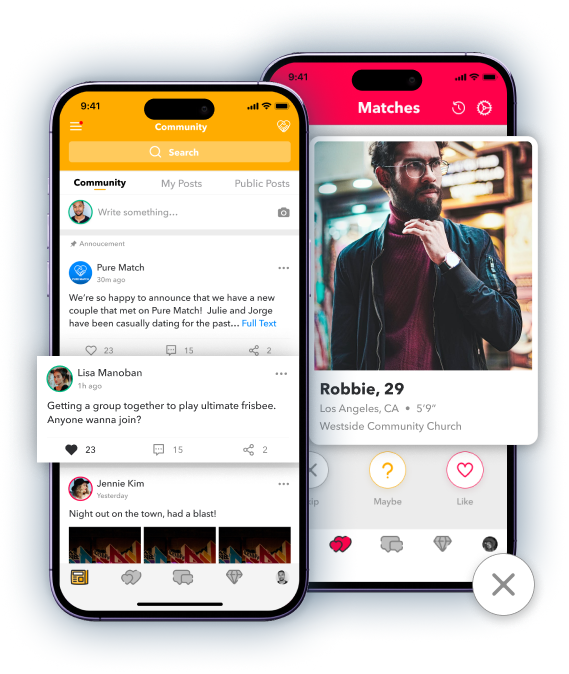 9:41
Matches
9:41
Community
Search
Community My Posts Public Posts
Write something...
Annoucement
Pure Match
30m ago
We're so happy to announce that we have a new
couple that met on Pure Match! Julie and Jorge
have been casually dating for the past... Full Text
23 15 2
Lisa Manoban
1h ago
Getting a group together to play ultimate frisbee.
Anyone wanna join?
23 15 2
Jennie Kim
Yesterday
Night out on the town, had a blast!
Robbie, 29
Los Angeles, CA • 5'9"
Westside Community Church
Maybe
Like